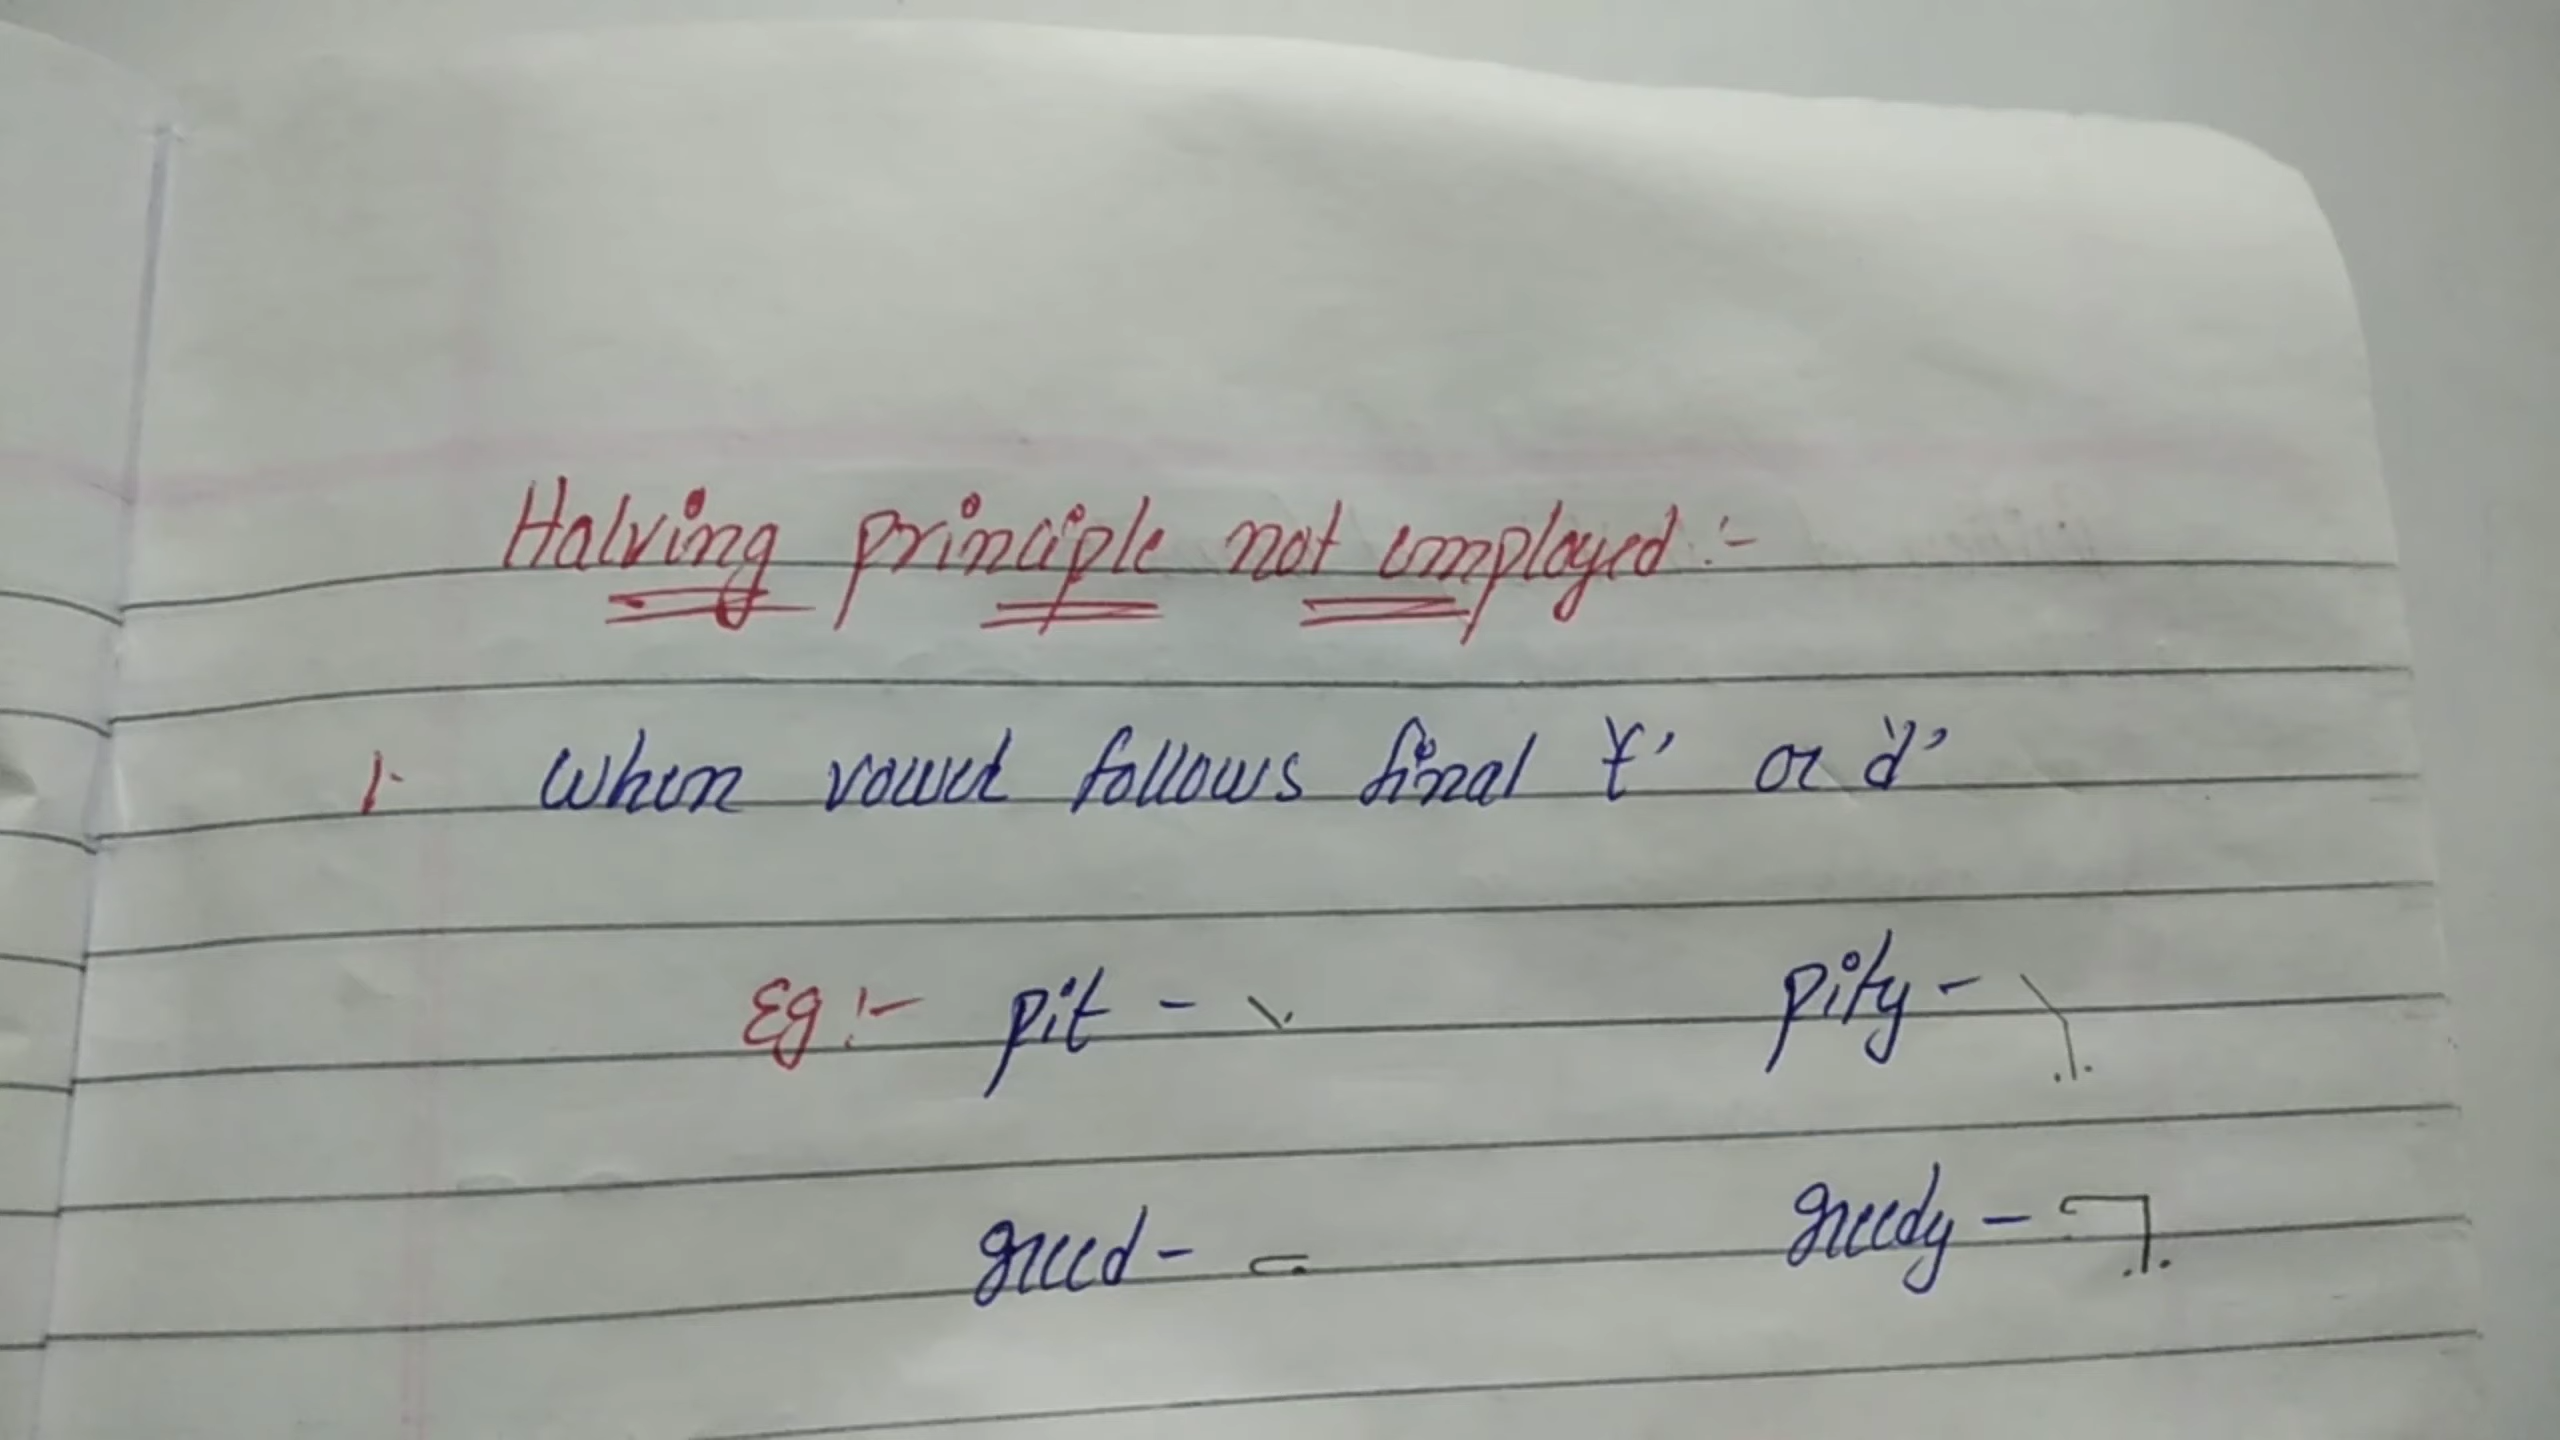 Halving principle not employed :-
1- When vowel follows final 't' or 'd'
Eg :- pit - pity -
greed - greedy -